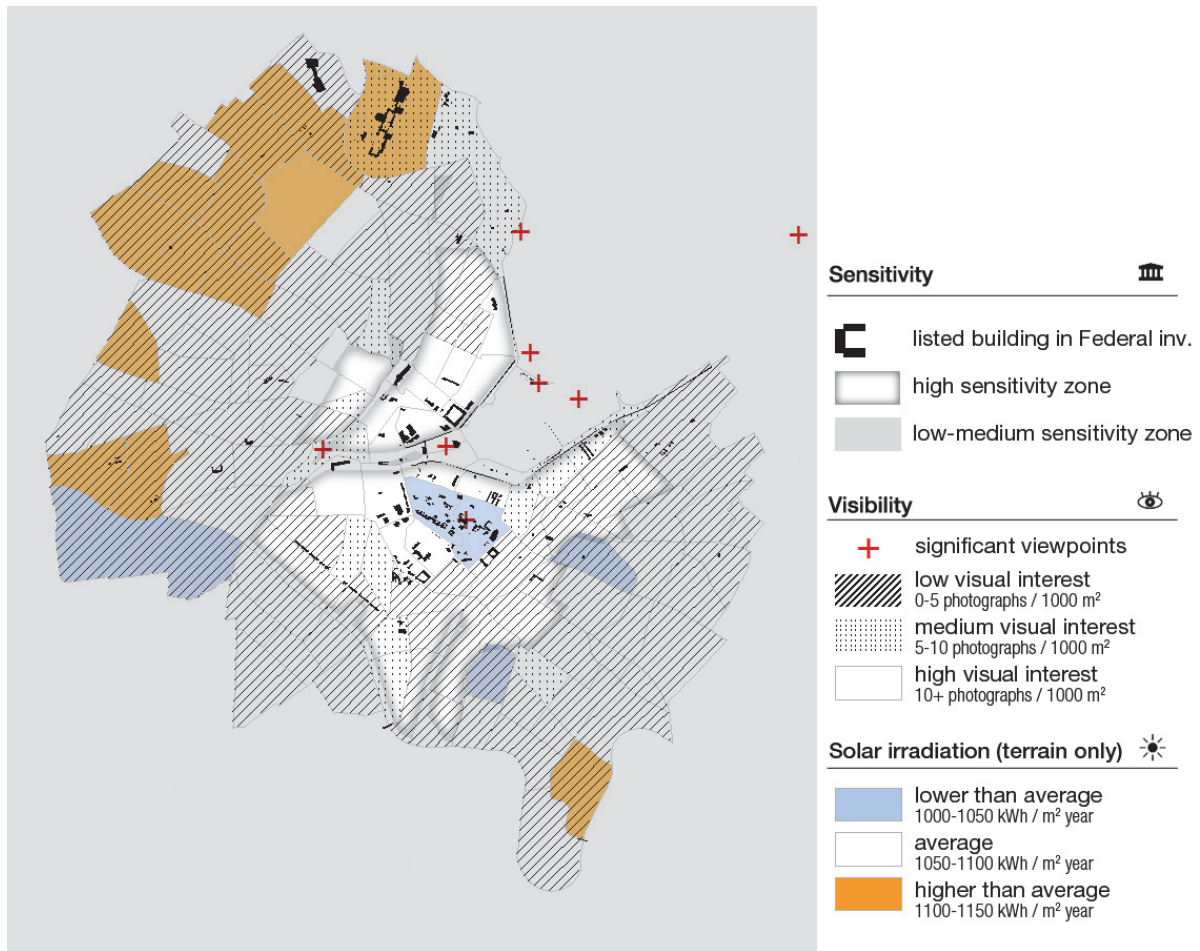 Sensitivity
listed building in Federal inv.
high sensitivity zone
low-medium sensitivity zone
Visibility
significant viewpoints
low visual interest
0-5 photographs / 1000 m²
medium visual interest
5-10 photographs / 1000 m²
high visual interest
10+ photographs / 1000 m²
Solar irradiation (terrain only)
lower than average
1000-1050 kWh / m² year
average
1050-1100 kWh / m² year
higher than average
1100-1150 kWh / m² year